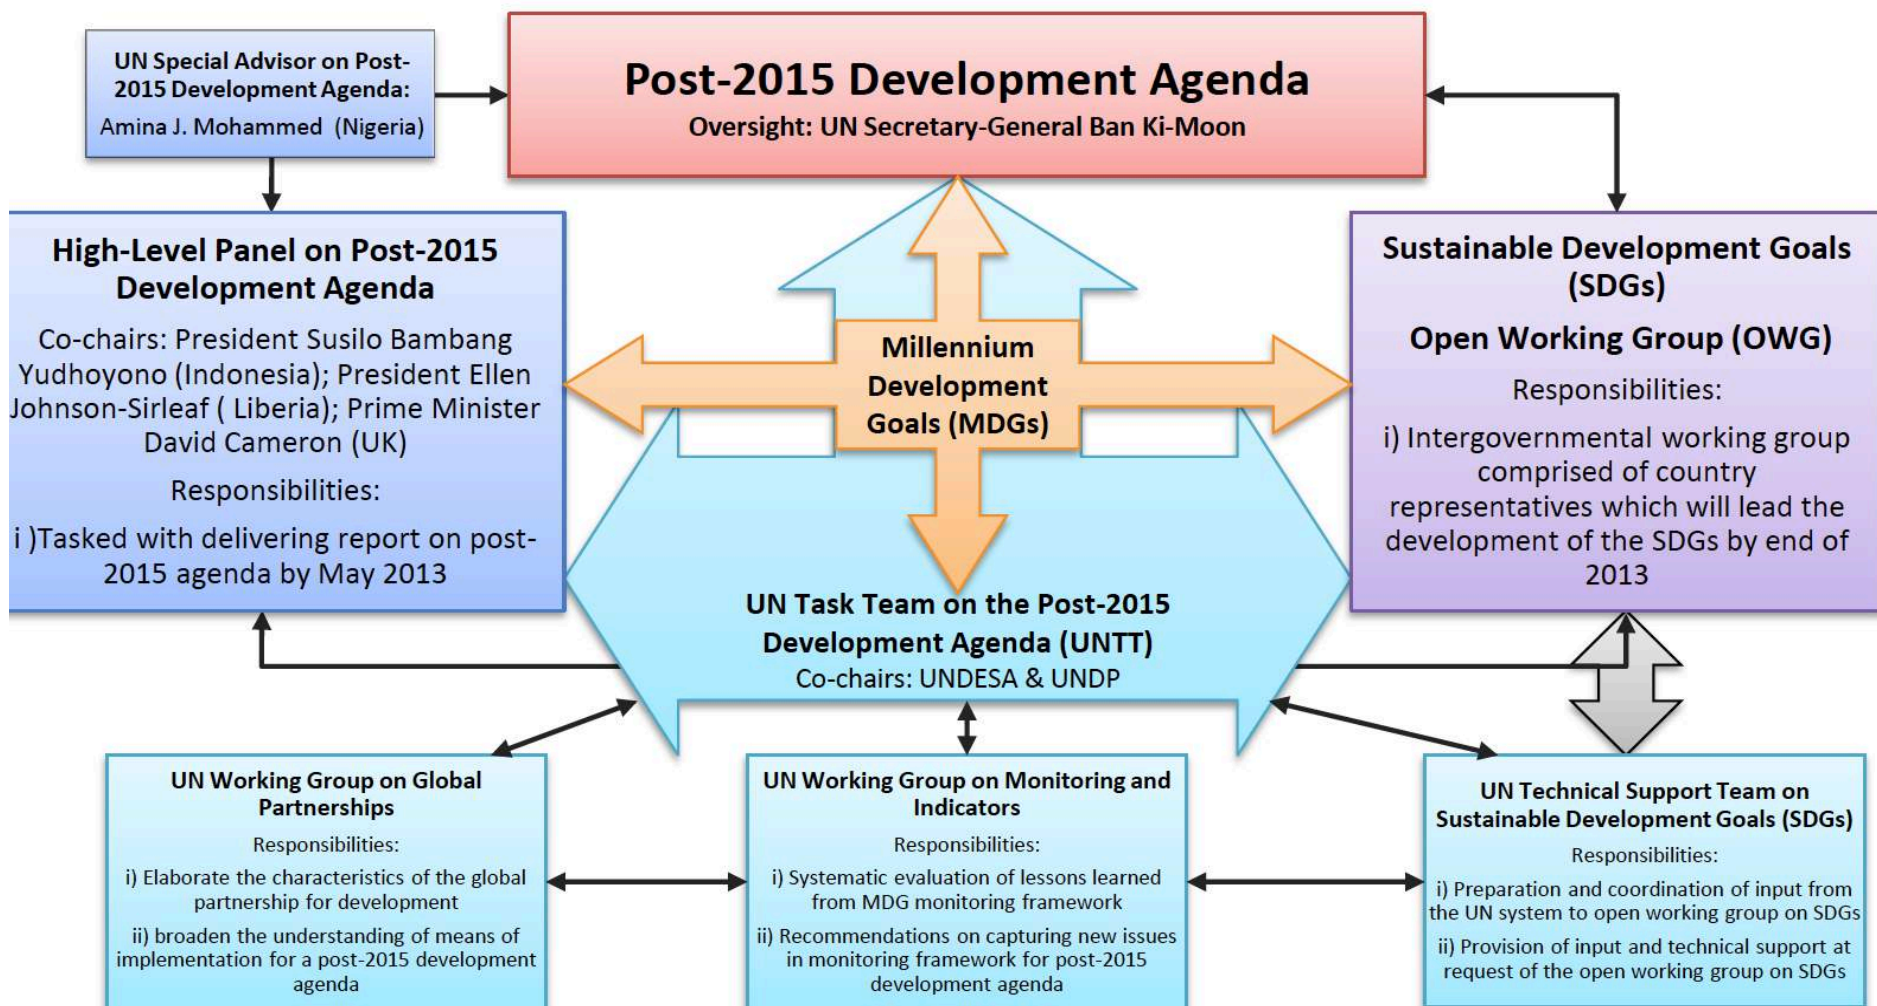 UN Special Advisor on Post-
2015 Development Agenda:
Amina J. Mohammed (Nigeria)
Post-2015 Development Agenda
Oversight: UN Secretary-General Ban Ki-Moon
High-Level Panel on Post-2015
Development Agenda
Co-chairs: President Susilo Bambang
Yudhoyono (Indonesia); President Ellen
Johnson-Sirleaf ( Liberia); Prime Minister
David Cameron (UK)
Responsibilities:
i )Tasked with delivering report on post-
2015 agenda by May 2013
Millennium
Development
Goals (MDGs)
Sustainable Development Goals
(SDGs)
Open Working Group (OWG)
Responsibilities:
i) Intergovernmental working group
comprised of country
representatives which will lead the
development of the SDGs by end of
2013
UN Task Team on the Post-2015
Development Agenda (UNTT)
Co-chairs: UNDESA & UNDP
UN Working Group on Global
Partnerships
Responsibilities:
i) Elaborate the characteristics of the global
partnership for development
ii) broaden the understanding of means of
implementation for a post-2015 development
agenda
UN Working Group on Monitoring and
Indicators
Responsibilities:
i) Systematic evaluation of lessons learned
from MDG monitoring framework
ii) Recommendations on capturing new issues
in monitoring framework for post-2015
development agenda
UN Technical Support Team on
Sustainable Development Goals (SDGs)
Responsibilities:
i) Preparation and coordination of input from
the UN system to open working group on SDGs
ii) Provision of input and technical support at
request of the open working group on SDGs